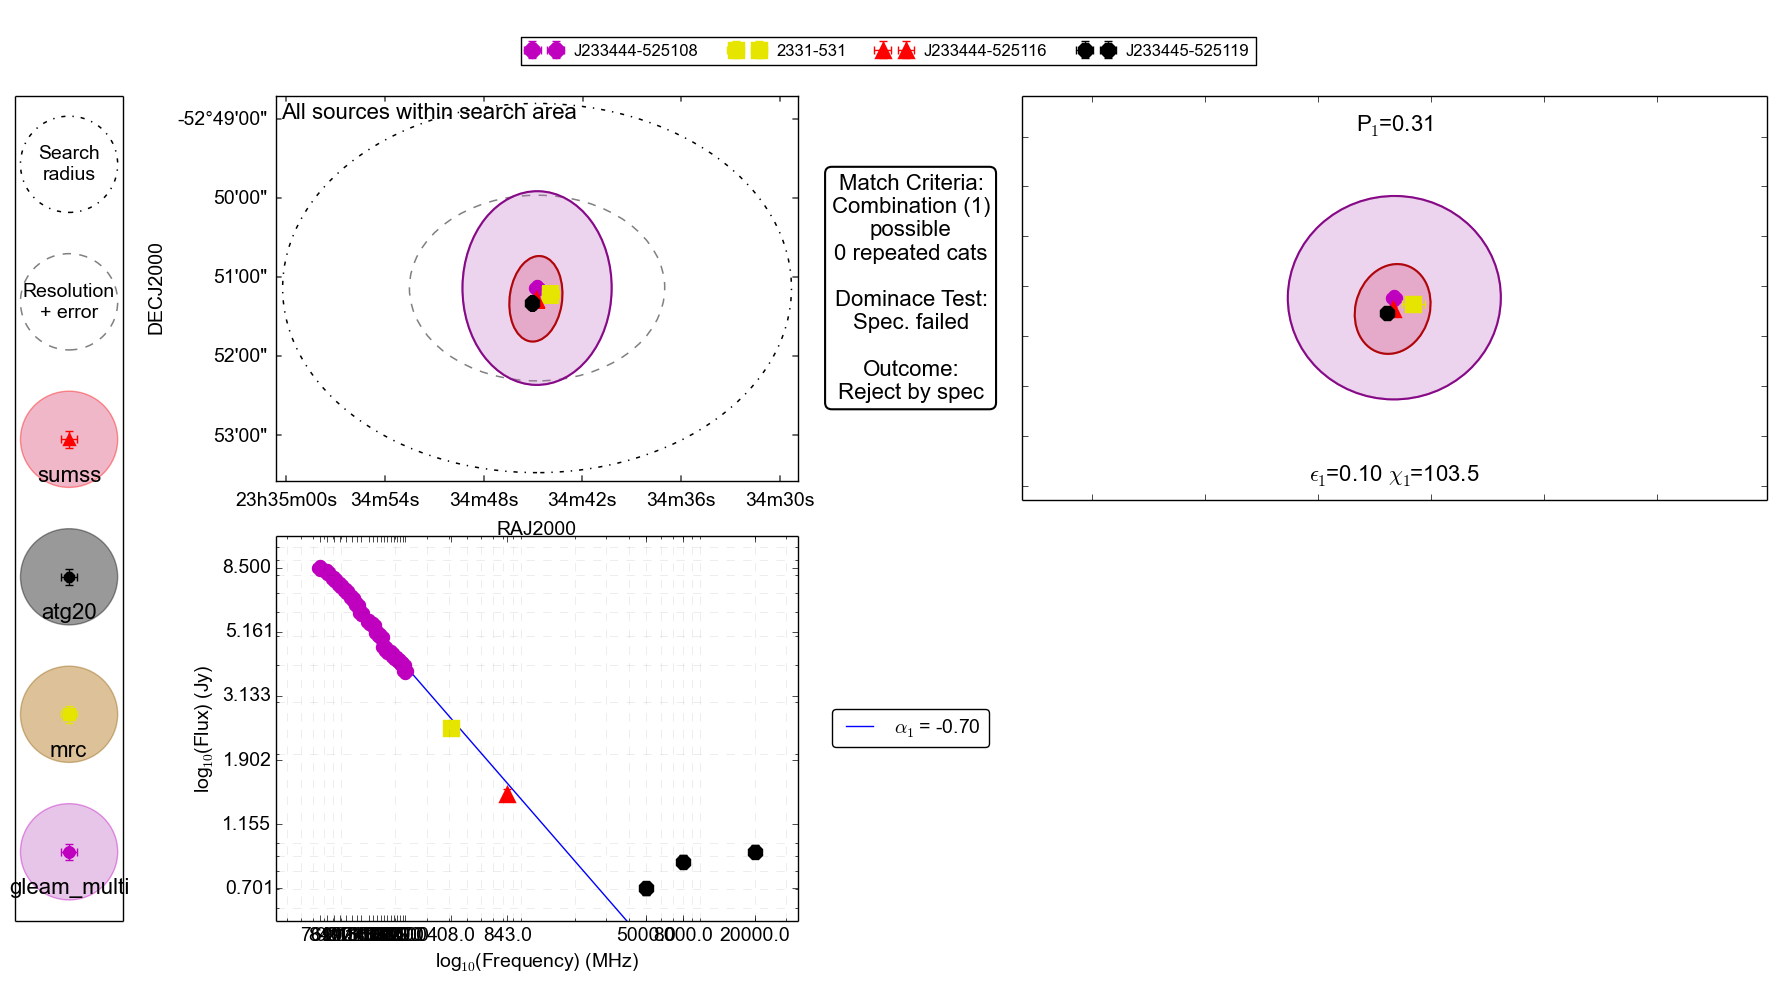 J233444-525108
2331-531
J233444-525116
J233445-525119
Search
radius
Resolution
+ error
sumss
atg20
mrc
gleam_multi
All sources within search area
DECJ2000
-52°49'00"
50'00"
51'00"
52'00"
53'00"
23h35m00s
34m54s
34m48s
34m42s
34m36s
34m30s
RAJ2000
Match Criteria:
Combination (1)
possible
0 repeated cats
Dominace Test:
Spec. failed
Outcome:
Reject by spec
P₁=0.31
ϵ₁=0.10 χ₁=103.5
log₁₀(Flux) (Jy)
8.500
5.161
3.133
1.902
1.155
0.701
408.0
843.0
5000.0
8000.0
20000.0
log₁₀(Frequency) (MHz)
α₁ = -0.70